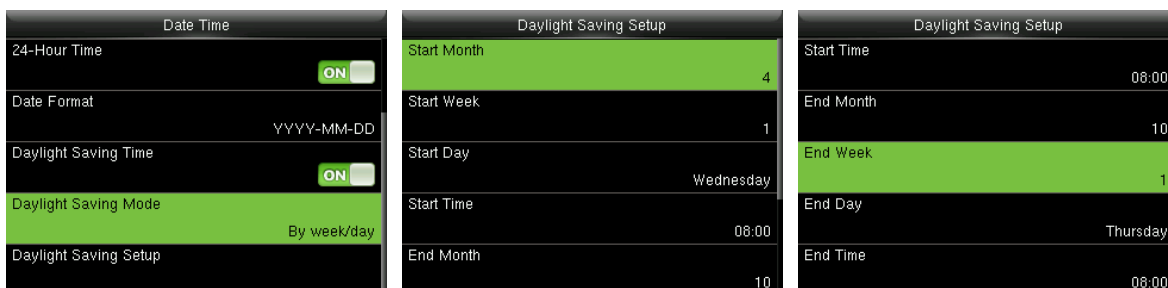 Date Time
24-Hour Time
ON
Date Format
YYYY-MM-DD
Daylight Saving Time
ON
Daylight Saving Mode
By week/day
Daylight Saving Setup
Daylight Saving Setup
Start Month
4
Start Week
1
Start Day
Wednesday
Start Time
08:00
End Month
10
Daylight Saving Setup
Start Time
08:00
End Month
10
End Week
1
End Day
Thursday
End Time
08:00